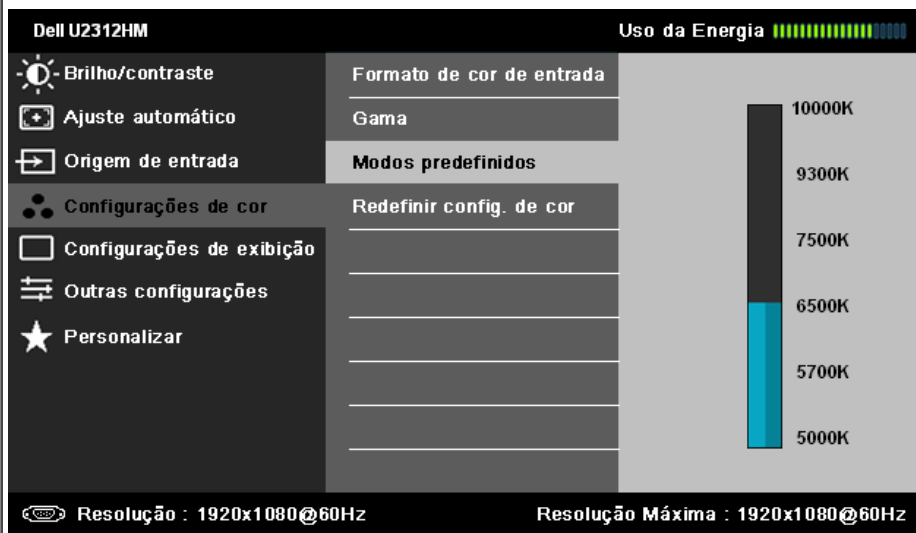 Dell U2312HM
Uso da Energia
Brilho/contraste
Ajuste automático
Origem de entrada
Configurações de cor
Configurações de exibição
Outras configurações
Personalizar
Formato de cor de entrada
Gama
Modos predefinidos
Redefinir config. de cor
10000K
9300K
7500K
6500K
5700K
5000K
Resolução : 1920x1080@60Hz
Resolução Máxima : 1920x1080@60Hz